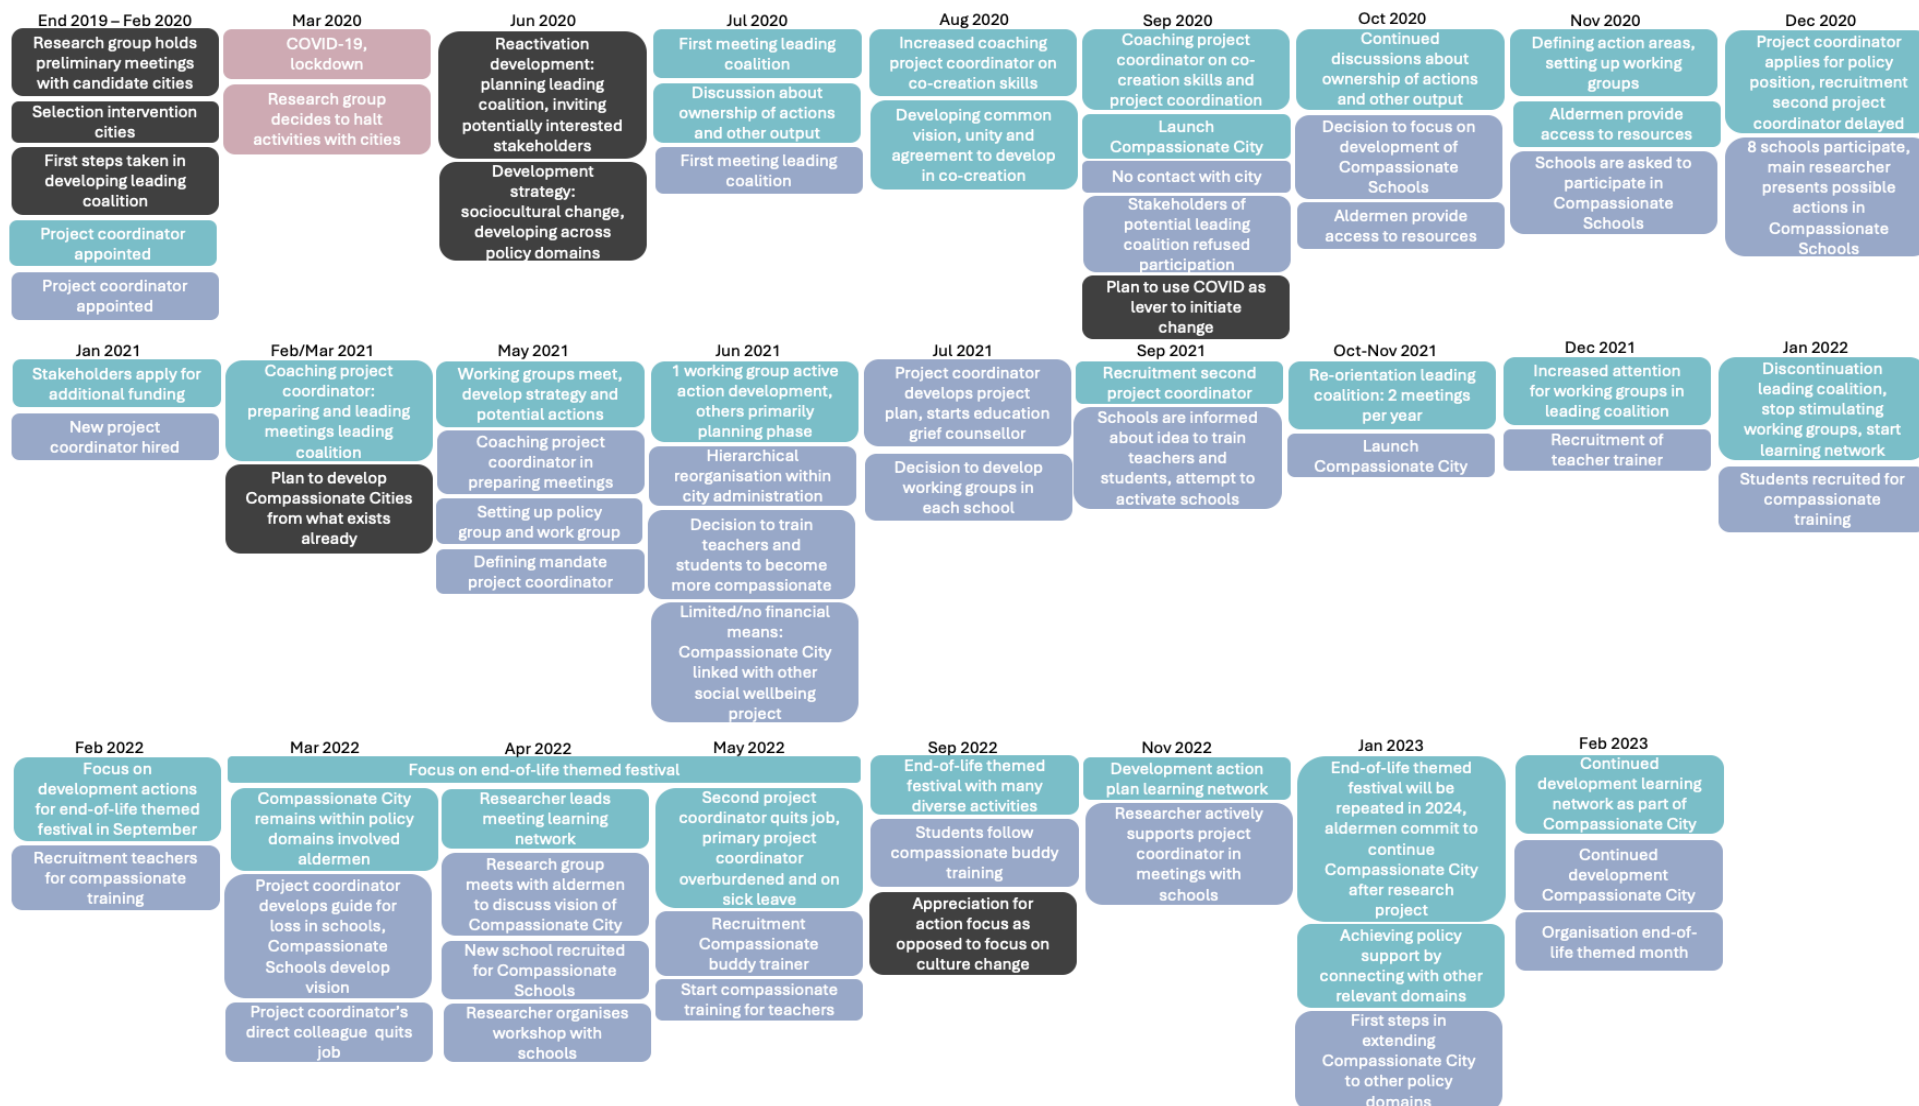 End 2019 – Feb 2020
Research group holds
preliminary meetings
with candidate cities
Selection intervention
cities
First steps taken in
developing leading
coalition
Project coordinator
appointed
Project coordinator
appointed
Mar 2020
COVID-19,
lockdown
Research group
decides to halt
activities with cities
Jun 2020
Reactivation
development:
planning leading
coalition, inviting
potentially interested
stakeholders
Development
strategy:
sociocultural change,
developing across
policy domains
Jul 2020
First meeting leading
coalition
Discussion about
ownership of actions
and other output
First meeting leading
coalition
Aug 2020
Increased coaching
project coordinator on
co-creation skills
Developing common
vision, unity and
agreement to develop
in co-creation
Sep 2020
Coaching project
coordinator on co-
creation skills and
project coordination
Launch
Compassionate City
No contact with city
Stakeholders of
potential leading
coalition refused
participation
Plan to use COVID as
lever to initiate
change
Oct 2020
Continued
discussions about
ownership of actions
and other output
Decision to focus on
development of
Compassionate
Schools
Aldermen provide
access to resources
Nov 2020
Defining action areas,
setting up working
groups
Aldermen provide
access to resources
Schools are asked to
participate in
Compassionate
Schools
Dec 2020
Project coordinator
applies for policy
position, recruitment
second project
coordinator delayed
8 schools participate,
main researcher
presents possible
actions in
Compassionate
Schools
Jan 2021
Stakeholders apply for
additional funding
New project
coordinator hired
Feb/Mar 2021
Coaching project
coordinator:
preparing and leading
meetings leading
coalition
Plan to develop
Compassionate Cities
from what exists
already
May 2021
Working groups meet,
develop strategy and
potential actions
Coaching project
coordinator in
preparing meetings
Setting up policy
group and work group
Defining mandate
project coordinator
Jun 2021
1 working group active
action development,
others primarily
planning phase
Hierarchical
reorganisation within
city administration
Decision to train
teachers and
students to become
more compassionate
Limited/no financial
means:
Compassionate City
linked with other
social wellbeing
project
Jul 2021
Project coordinator
develops project
plan, starts education
grief counsellor
Decision to develop
working groups in
each school
Sep 2021
Recruitment second
project coordinator
Schools are informed
about idea to train
teachers and
students, attempt to
activate schools
Oct-Nov 2021
Re-orientation leading
coalition: 2 meetings
per year
Launch
Compassionate City
Dec 2021
Increased attention
for working groups in
leading coalition
Recruitment of
teacher trainer
Jan 2022
Discontinuation
leading coalition,
stop stimulating
working groups, start
learning network
Students recruited for
compassionate
training
Feb 2022
Focus on
development actions
for end-of-life themed
festival in September
Recruitment teachers
for compassionate
training
Mar 2022
Apr 2022
May 2022
Focus on end-of-life themed festival
Compassionate City
remains within policy
domains involved
aldermen
Project coordinator
develops guide for
loss in schools,
Compassionate
Schools develop
vision
Project coordinator's
direct colleague quits
job
Researcher leads
meeting learning
network
Research group
meets with aldermen
to discuss vision of
Compassionate City
New school recruited
for Compassionate
Schools
Researcher organises
workshop with
schools
Second project
coordinator quits job,
primary project
coordinator
overburdened and on
sick leave
Recruitment
Compassionate
buddy trainer
Start compassionate
training for teachers
Sep 2022
End-of-life themed
festival with many
diverse activities
Students follow
compassionate buddy
training
Appreciation for
action focus as
opposed to focus on
culture change
Nov 2022
Development action
plan learning network
Researcher actively
supports project
coordinator in
meetings with
schools
Jan 2023
End-of-life themed
festival will be
repeated in 2024,
aldermen commit to
continue
Compassionate City
after research
project
Achieving policy
support by
connecting with other
relevant domains
First steps in
extending
Compassionate City
to other policy
domains
Feb 2023
Continued
development learning
network as part of
Compassionate City
Continued
development
Compassionate City
Organisation end-of-
life themed month